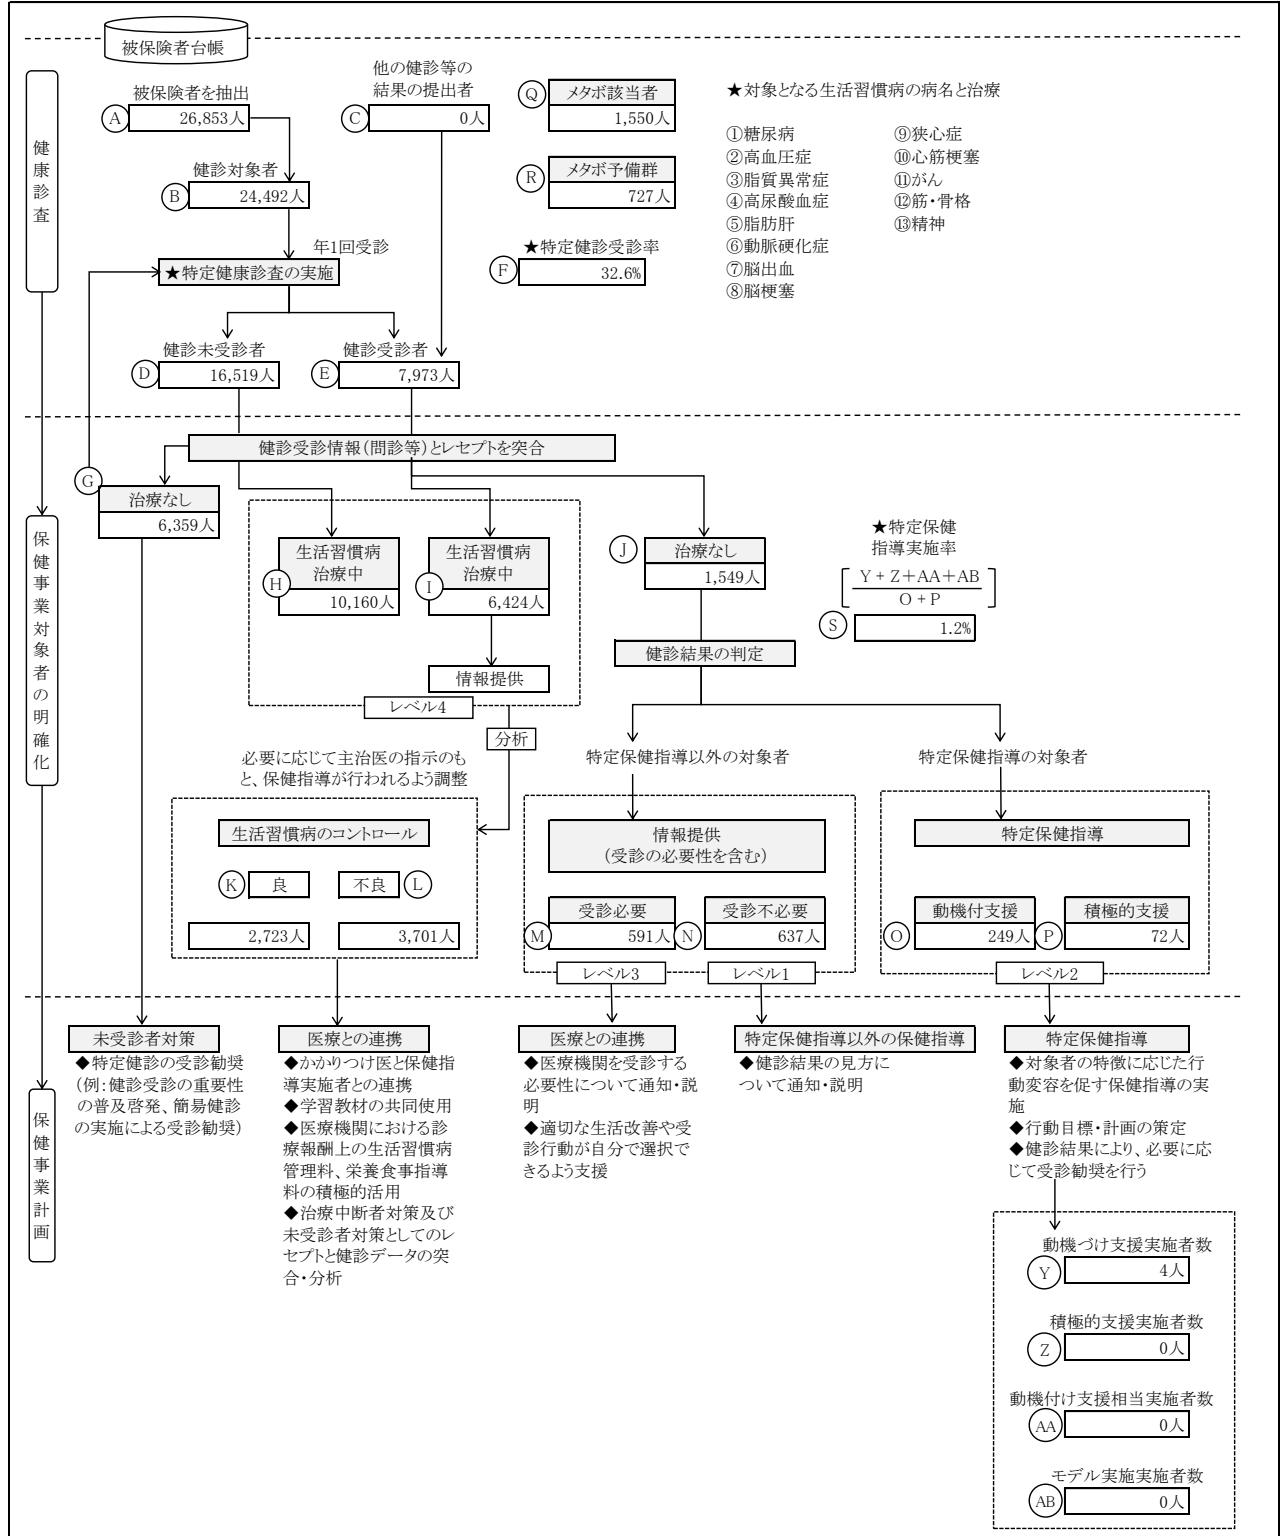 被保険者台帳
健康診査
被保険者を抽出
A
26,853人
他の健診等の
結果の提出者
C
0人
健診対象者
B
24,492人
年1回受診
★特定健康診査の実施
健診未受診者
D
16,519人
健診受診者
E
7,973人
Q
メタボ該当者
1,550人
R
メタボ予備群
727人
★特定健診受診率
F
32.6%
★対象となる生活習慣病の病名と治療
①糖尿病
②高血圧症
③脂質異常症
④高尿酸血症
⑤脂肪肝
⑥動脈硬化症
⑦脳出血
⑧脳梗塞
⑨狭心症
⑩心筋梗塞
⑪がん
⑫筋・骨格
⑬精神
保健事業対象者の明確化
健診受診情報(問診等)とレセプトを突合
G
治療なし
6,359人
生活習慣病
治療中
H
10,160人
生活習慣病
治療中
I
6,424人
情報提供
レベル4
分析
J
治療なし
1,549人
健診結果の判定
★特定保健
指導実施率
Y + Z+AA+AB
O + P
S
1.2%
必要に応じて主治医の指示のも
と、保健指導が行われるよう調整
生活習慣病のコントロール
K
良
不良
L
2,723人
3,701人
特定保健指導以外の対象者
情報提供
(受診の必要性を含む)
受診必要
M
591人
受診不必要
N
637人
レベル3
レベル1
特定保健指導の対象者
特定保健指導
動機付支援
O
249人
積極的支援
P
72人
レベル2
保健事業計画
未受診者対策
◆特定健診の受診勧奨
(例:健診受診の重要性
の普及啓発、簡易健診
の実施による受診勧奨)
医療との連携
◆かかりつけ医と保健指
導実施者との連携
◆学習教材の共同使用
◆医療機関における診
療報酬上の生活習慣病
管理料、栄養食事指導
料の積極的活用
◆治療中断者対策及び
未受診者対策としてのレ
セプトと健診データの突
合・分析
医療との連携
◆医療機関を受診する
必要性について通知・説
明
◆適切な生活改善や受
診行動が自分で選択で
きるよう支援
特定保健指導以外の保健指導
◆健診結果の見方に
ついて通知・説明
特定保健指導
◆対象者の特徴に応じた行
動変容を促す保健指導の実
施
◆行動目標・計画の策定
◆健診結果により、必要に応
じて受診勧奨を行う
動機づけ支援実施者数
Y
4人
積極的支援実施者数
Z
0人
動機付け支援相当実施者数
AA
0人
モデル実施実施者数
AB
0人